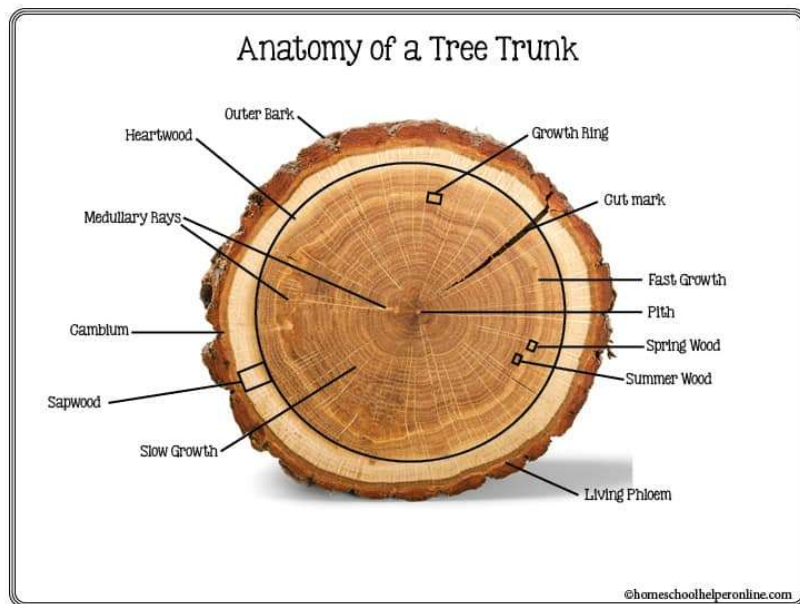 Anatomy of a Tree Trunk
Outer Bark
Heartwood
Growth Ring
Medullary Rays
Cut mark
Fast Growth
Pith
Cambium
Spring Wood
Summer Wood
Sapwood
Slow Growth
Living Phloem
©homeschoolhelperonline.com